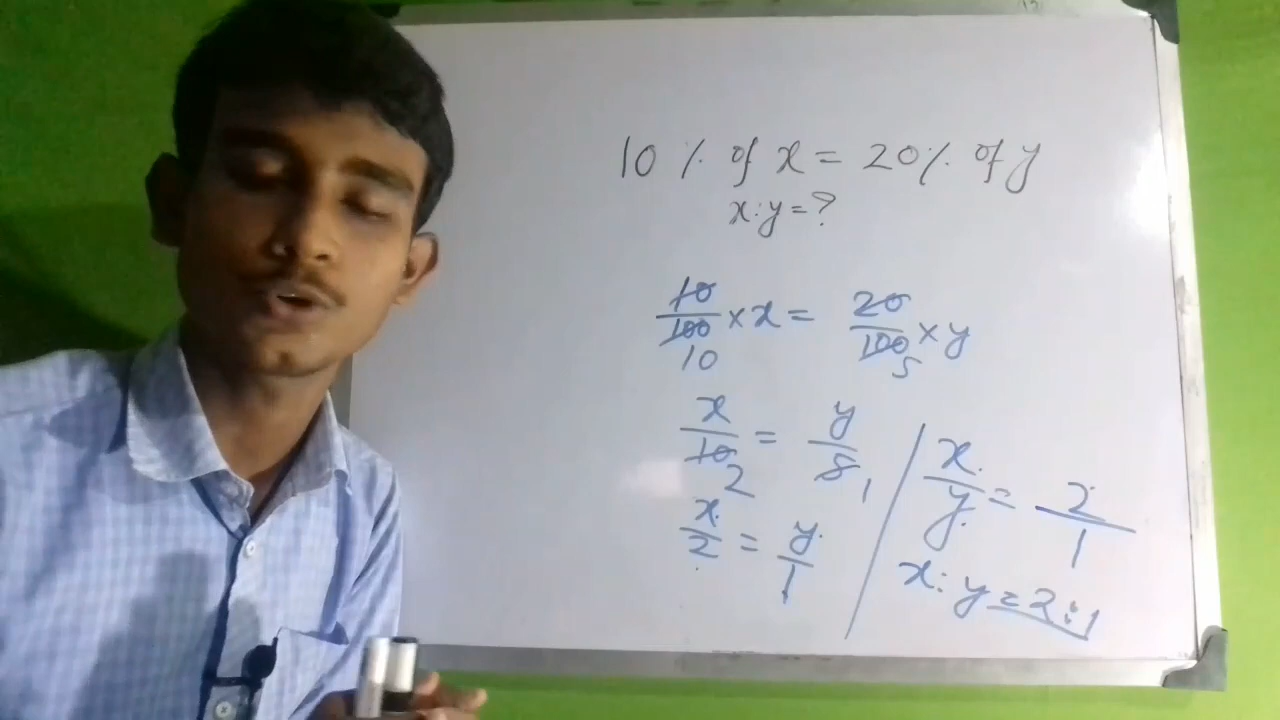 10 % of x = 20% of y
x:y=?
10/100 × x = 20/100 × y
10 5
x/10 = y/5
2 1
x/2 = y/1
x/y = 2/1
x:y=2:1